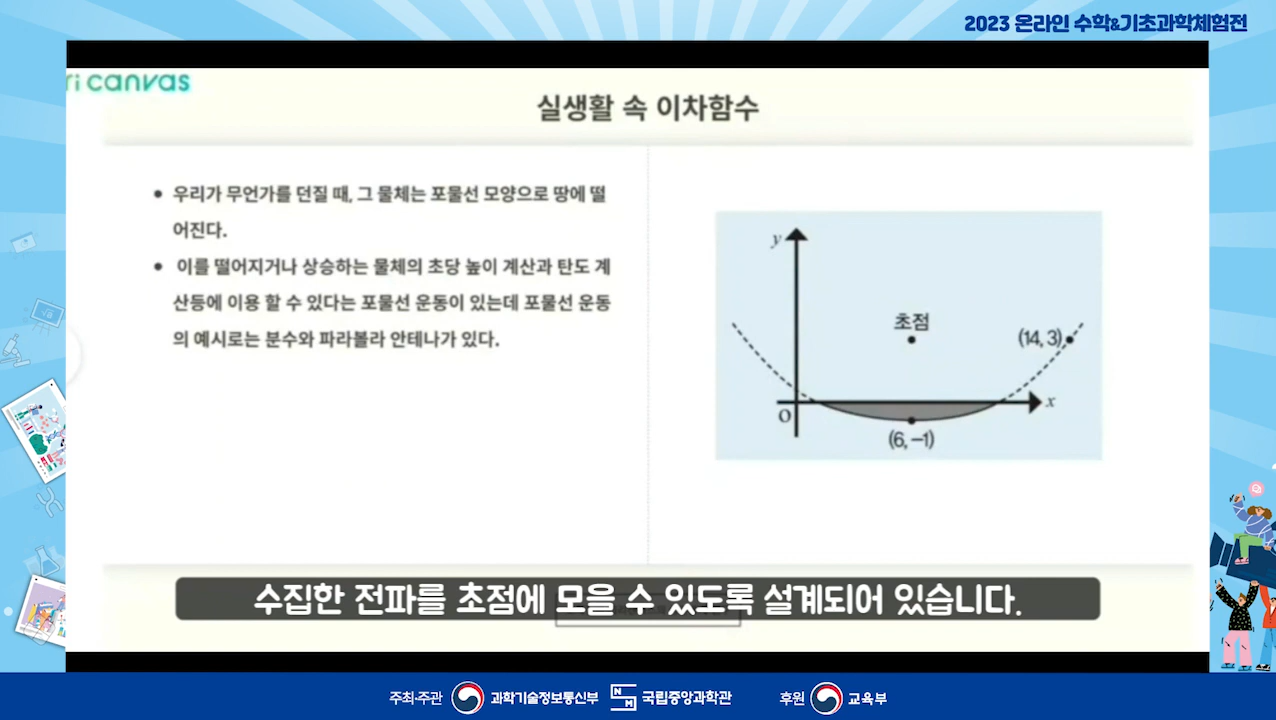 2023 온라인 수학&기초과학체험전
ri canvas
실생활 속 이차함수
• 우리가 무언가를 던질 때, 그 물체는 포물선 모양으로 땅에 떨
어진다.
• 이를 떨어지거나 상승하는 물체의 초당 높이 계산과 탄도 계
산등에 이용 할 수 있다는 포물선 운동이 있는데 포물선 운동
의 예시로는 분수와 파라볼라 안테나가 있다.
y
초점
(14, 3)
O
x
(6, −1)
수집한 전파를 초점에 모을 수 있도록 설계되어 있습니다.
주최·주관 과학기술정보통신부 NSM 국립중앙과학관 후원 교육부